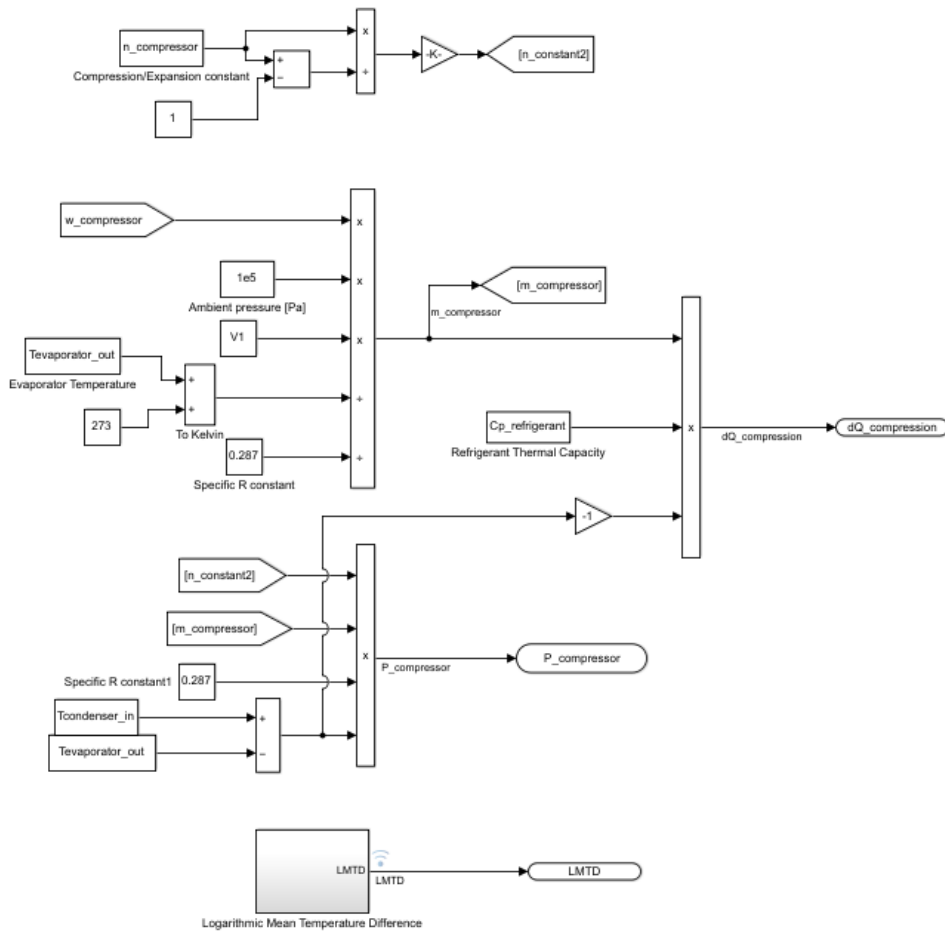 n_compressor
Compression/Expansion constant
+
−
1
x
÷
-K-
[n_constant2]
w_compressor
1e5
Ambient pressure [Pa]
V1
Tevaporator_out
Evaporator Temperature
273
+
+
To Kelvin
0.287
Specific R constant
x
x
x
÷
÷
[m_compressor]
m_compressor
Cp_refrigerant
Refrigerant Thermal Capacity
-1
x
dQ_compression
dQ_compression
[n_constant2]
[m_compressor]
Specific R constant1
0.287
Tcondenser_in
Tevaporator_out
+
−
x
P_compressor
P_compressor
LMTD
LMTD
LMTD
Logarithmic Mean Temperature Difference